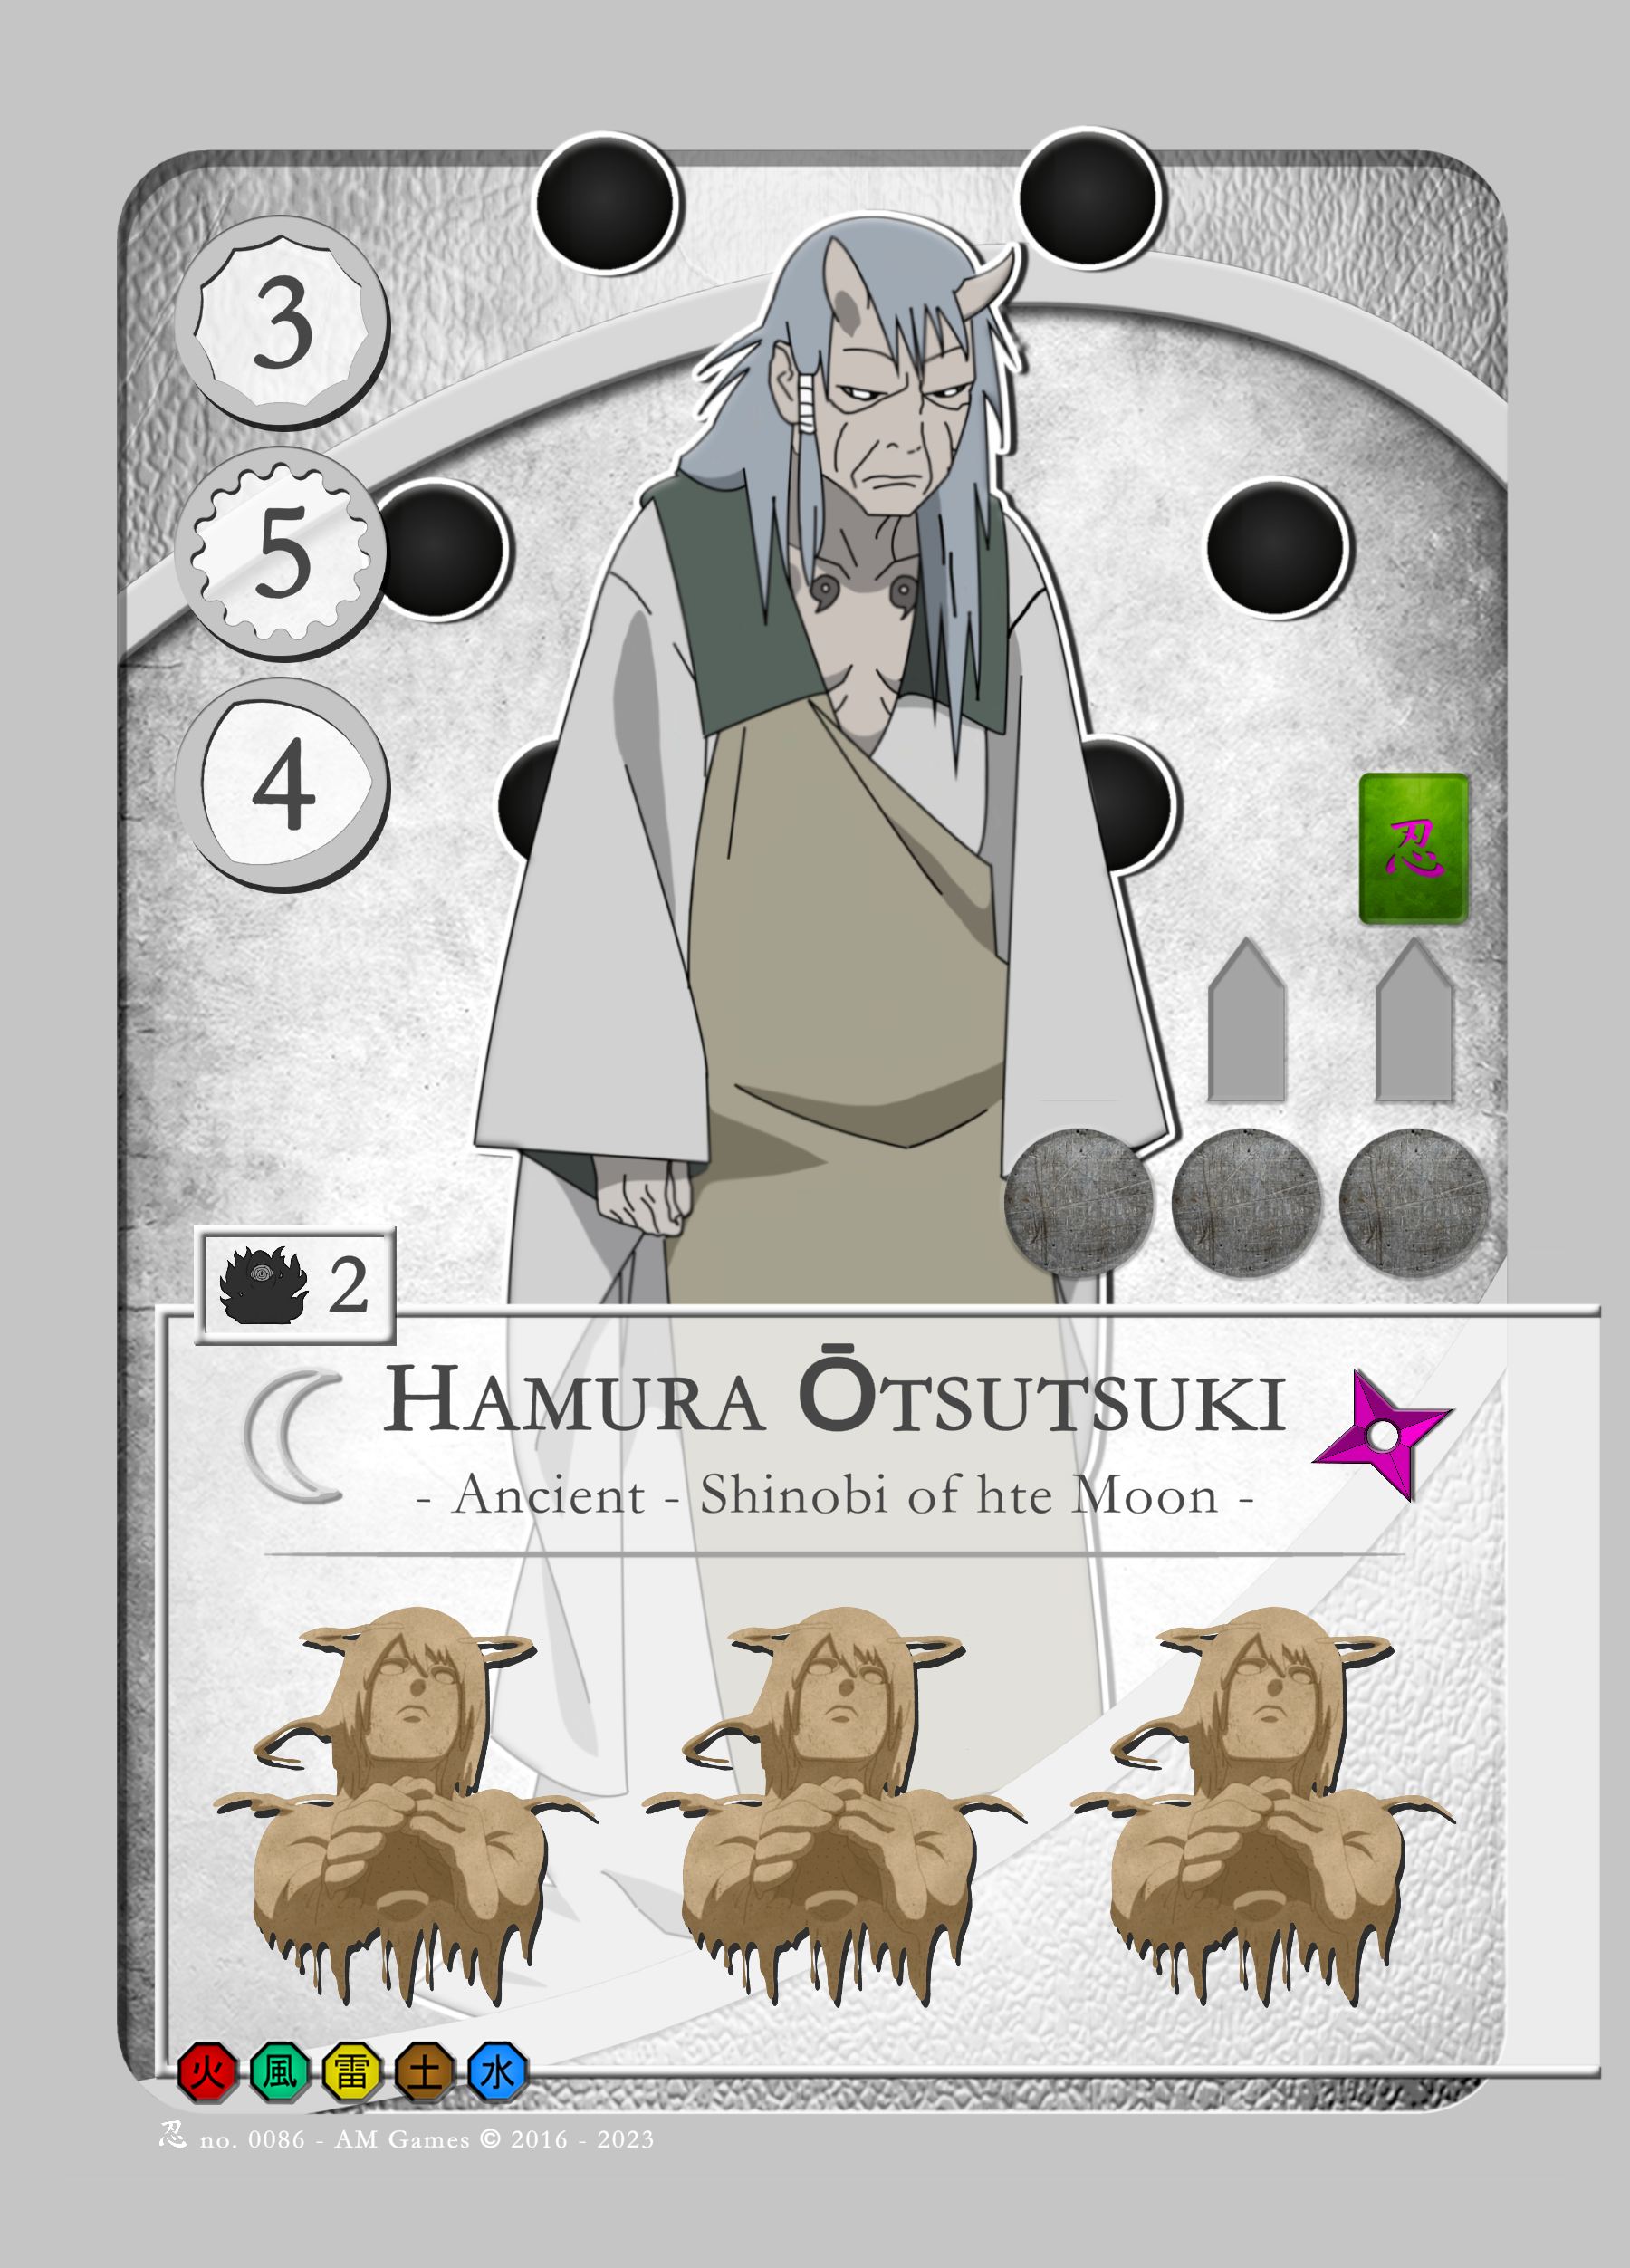 3
5
4
忍
2
Hamura Ōtsutsuki
- Ancient - Shinobi of hte Moon -
火 風 雷 土 水
忍 no. 0086 - AM Games © 2016 - 2023